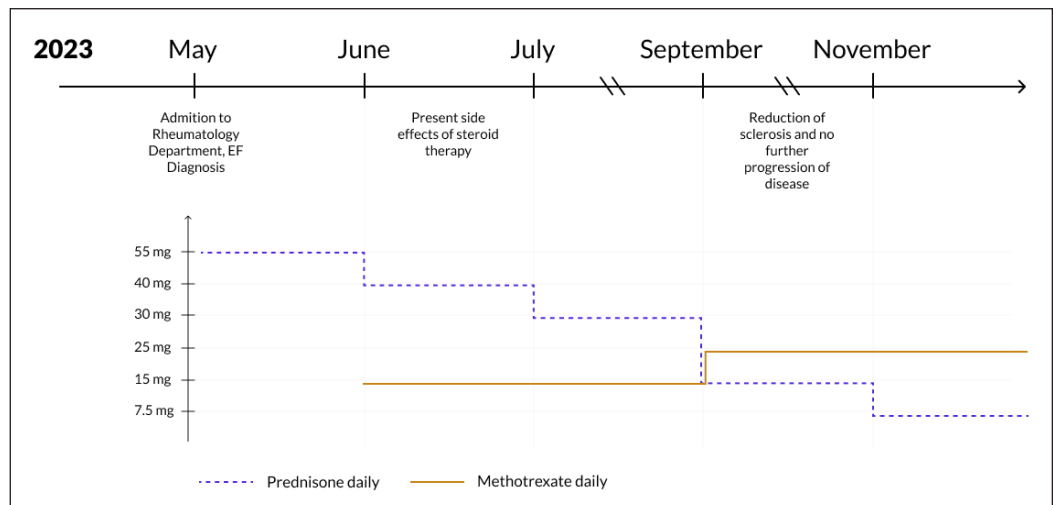 2023 May June July September November
Admition to
Rheumatology
Department, EF
Diagnosis
Present side
effects of steroid
therapy
Reduction of
sclerosis and no
further
progression of
disease
55 mg
40 mg
30 mg
25 mg
15 mg
7.5 mg
Prednisone daily Methotrexate daily